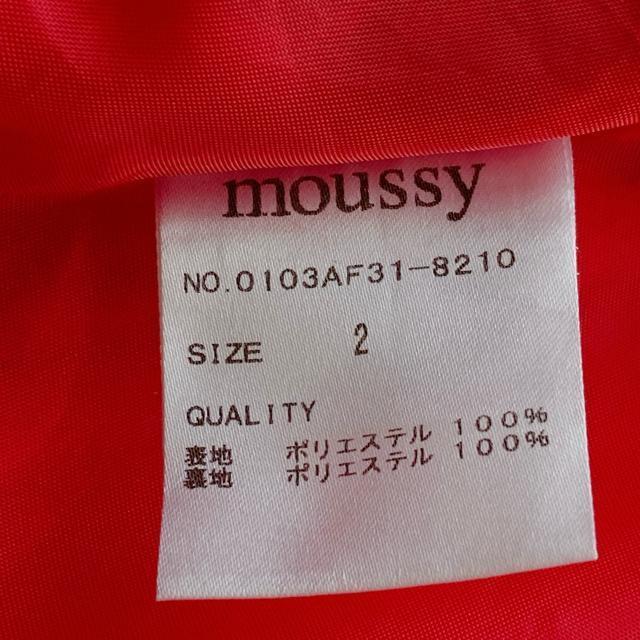 moussy
NO.0103AF31-8210
SIZE 2
QUALITY
表地 ポリエステル 100%
裏地 ポリエステル 100%